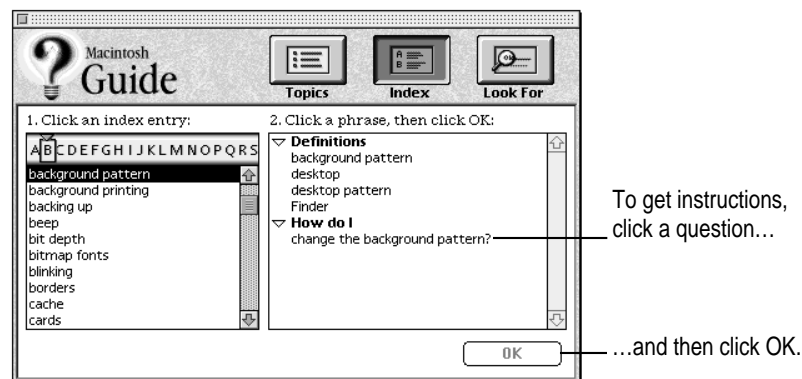 Macintosh
Guide
Topics
Index
Look For
1. Click an index entry:
ABCDEFGHIJKLMNOPQRS
background pattern
background printing
backing up
beep
bit depth
bitmap fonts
blinking
borders
cache
cards
2. Click a phrase, then click OK:
Definitions
background pattern
desktop
desktop pattern
Finder
How do I
change the background pattern?
OK
To get instructions,
click a question…
…and then click OK.